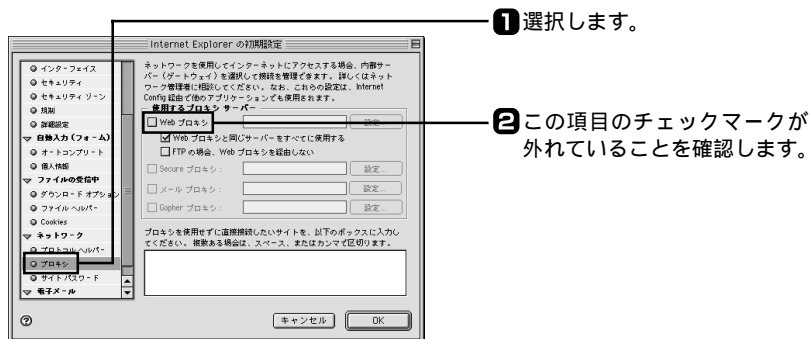 1 選択します。
Internet Explorer の初期設定
インターフェイス
セキュリティ
セキュリティ ゾーン
規制
詳細設定
自動入力(フォーム)
オートコンプリート
個人情報
ファイルの受信中
ダウンロード オプション
ファイル ヘルパー
Cookies
ネットワーク
プロトコル ヘルパー
プロキシ
サイト パスワード
電子メール
ネットワークを使用してインターネットにアクセスする場合、内部サー
バー(ゲートウェイ)を選択して接続を管理できます。詳しくはネット
ワーク管理者に相談してください。なお、これらの設定は、Internet
Config 経由で他のアプリケーションでも使用されます。
使用するプロキシ サーバー
Web プロキシ 設定...
Web プロキシと同じサーバーをすべてに使用する
FTP の場合、Web プロキシを経由しない
Secure プロキシ: 設定...
メール プロキシ: 設定...
Gopher プロキシ: 設定...
プロキシを使用せずに直接接続したいサイトを、以下のボックスに入力し
てください。複数ある場合は、スペース、またはカンマで区切ります。
キャンセル OK
2 この項目のチェックマークが
外れていることを確認します。